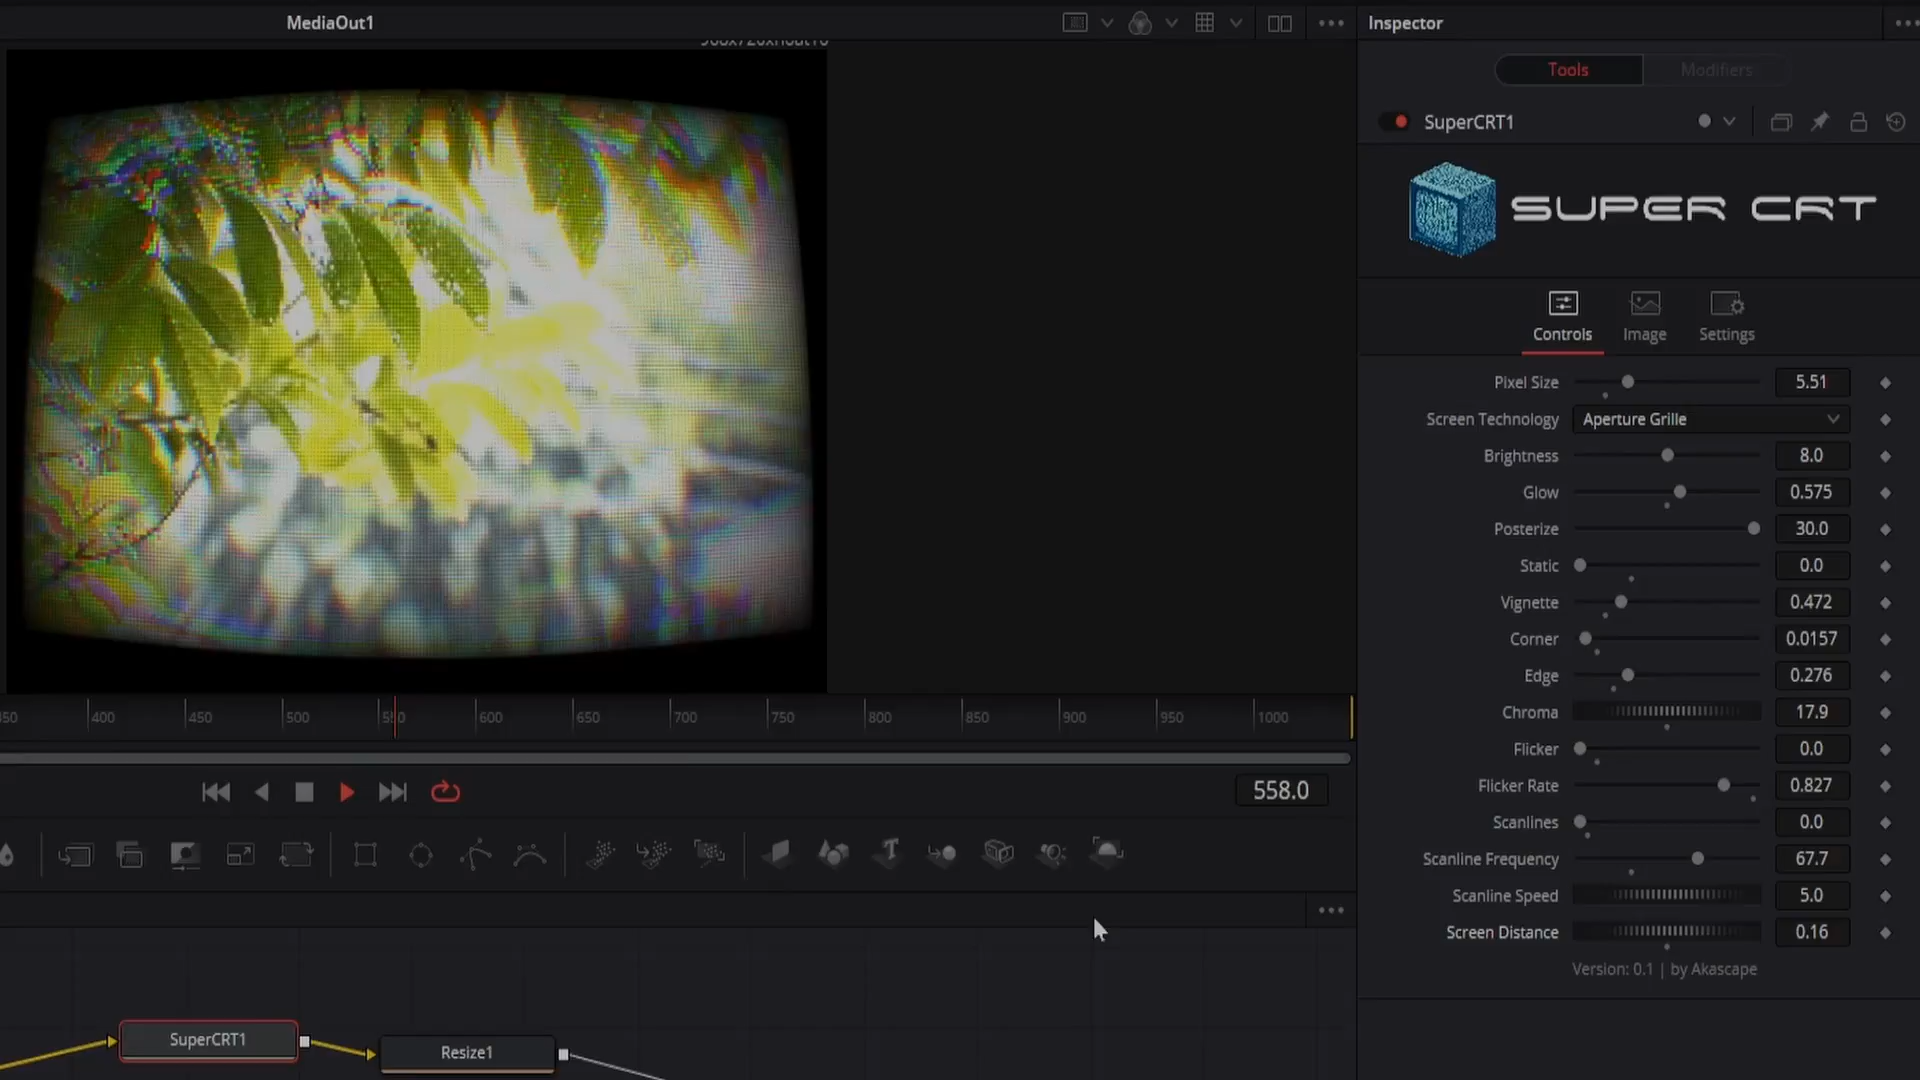 MediaOut1
Inspector
Tools
Modifiers
SuperCRT1
SUPER CRT
Controls
Image
Settings
Pixel Size 5.51
Screen Technology Aperture Grille
Brightness 8.0
Glow 0.575
Posterize 30.0
Static 0.0
Vignette 0.472
Corner 0.0157
Edge 0.276
Chroma 17.9
Flicker 0.0
Flicker Rate 0.827
Scanlines 0.0
Scanline Frequency 67.7
Scanline Speed 5.0
Screen Distance 0.16
Version: 0.1 | by Akascape
400 450 500 600 650 700 750 800 850 900 950 1000
558.0
SuperCRT1
Resize1